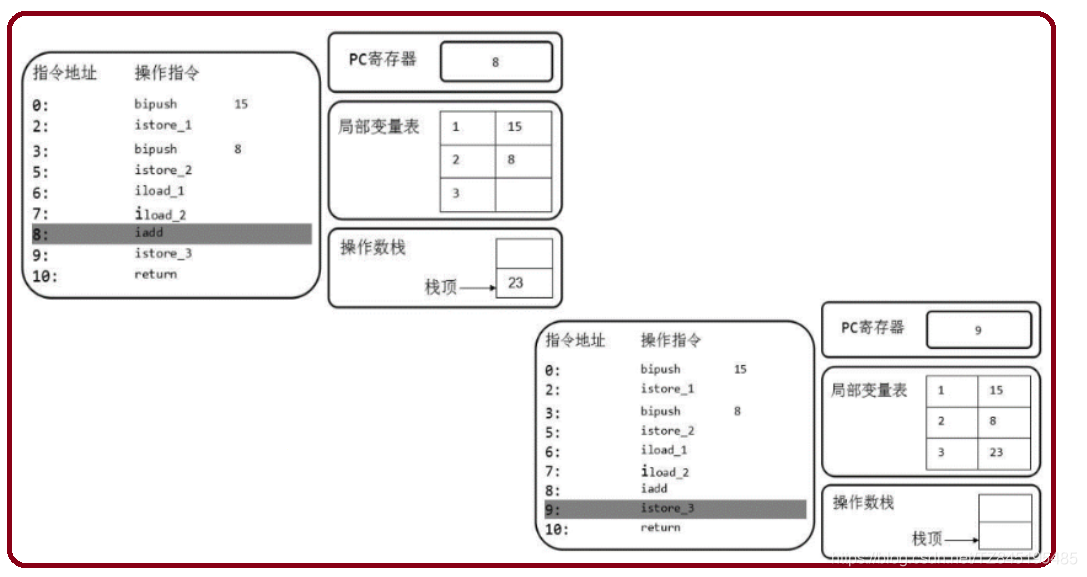 指令地址 操作指令
0: bipush 15
2: istore_1
3: bipush 8
5: istore_2
6: iload_1
7: iload_2
8: iadd
9: istore_3
10: return
PC寄存器 8
局部变量表 1 15
2 8
3
操作数栈
栈顶 23
指令地址 操作指令
0: bipush 15
2: istore_1
3: bipush 8
5: istore_2
6: iload_1
7: iload_2
8: iadd
9: istore_3
10: return
PC寄存器 9
局部变量表 1 15
2 8
3 23
操作数栈
栈顶